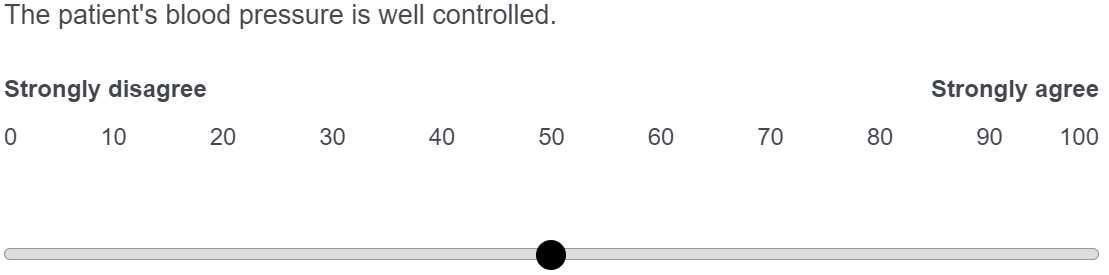 The patient's blood pressure is well controlled.
Strongly disagree Strongly agree
0 10 20 30 40 50 60 70 80 90 100